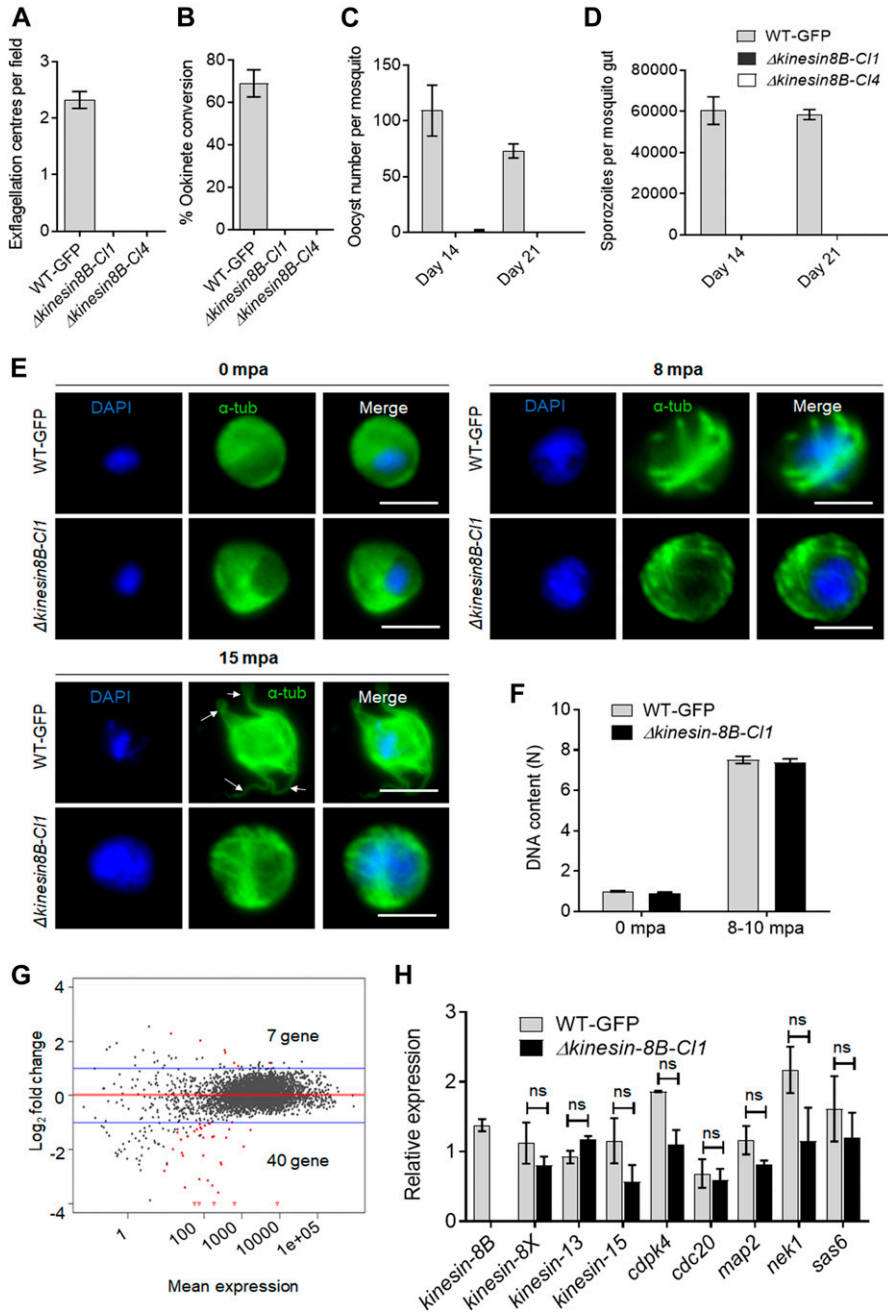 A
Exflagellation centres per field
3
2
1
0
WT-GFP
Δkinesin8B-Cl1
Δkinesin8B-Cl4
B
% Ookinete conversion
80
60
40
20
0
WT-GFP
Δkinesin8B-Cl1
Δkinesin8B-Cl4
C
Oocyst number per mosquito
150
100
50
0
Day 14
Day 21
D
Sporozoites per mosquito gut
80000
60000
40000
20000
0
Day 14
Day 21
WT-GFP
Δkinesin8B-Cl1
Δkinesin8B-Cl4
E
0 mpa
DAPI
α-tub
Merge
WT-GFP
Δkinesin8B-Cl1
8 mpa
DAPI
α-tub
Merge
WT-GFP
Δkinesin8B-Cl1
15 mpa
DAPI
α-tub
Merge
WT-GFP
Δkinesin8B-Cl1
F
DNA content (N)
10
8
6
4
2
0
WT-GFP
Δkinesin-8B-Cl1
0 mpa
8-10 mpa
G
Log2 fold change
4
2
0
-2
-4
7 gene
40 gene
1
100
1000
10000
1e+05
Mean expression
H
Relative expression
3
2
1
0
WT-GFP
Δkinesin-8B-Cl1
ns
ns
ns
ns
ns
ns
ns
ns
kinesin-8B
kinesin-8X
kinesin-13
kinesin-15
cdpk4
cdc20
map2
nek1
sas6